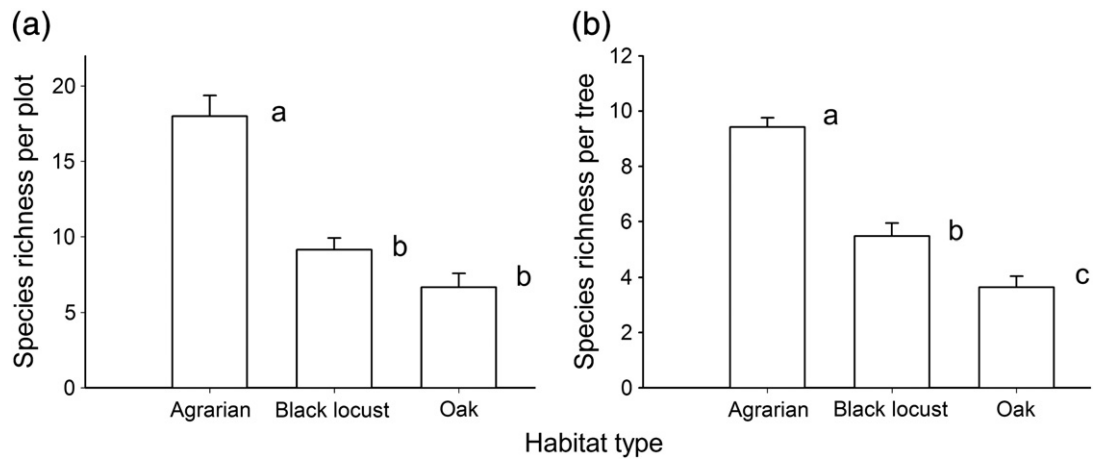 (a)
Species richness per plot
20
15
10
5
0
a
b
b
Agrarian Black locust Oak
(b)
Species richness per tree
12
10
8
6
4
2
0
a
b
c
Agrarian Black locust Oak
Habitat type